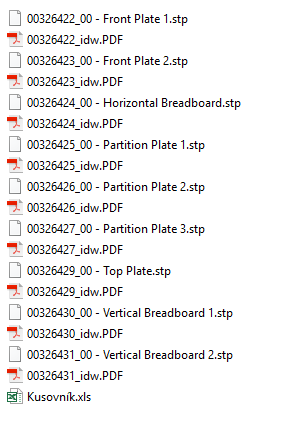 00326422_00 - Front Plate 1.stp
00326422_idw.PDF
00326423_00 - Front Plate 2.stp
00326423_idw.PDF
00326424_00 - Horizontal Breadboard.stp
00326424_idw.PDF
00326425_00 - Partition Plate 1.stp
00326425_idw.PDF
00326426_00 - Partition Plate 2.stp
00326426_idw.PDF
00326427_00 - Partition Plate 3.stp
00326427_idw.PDF
00326429_00 - Top Plate.stp
00326429_idw.PDF
00326430_00 - Vertical Breadboard 1.stp
00326430_idw.PDF
00326431_00 - Vertical Breadboard 2.stp
00326431_idw.PDF
Kusovník.xls